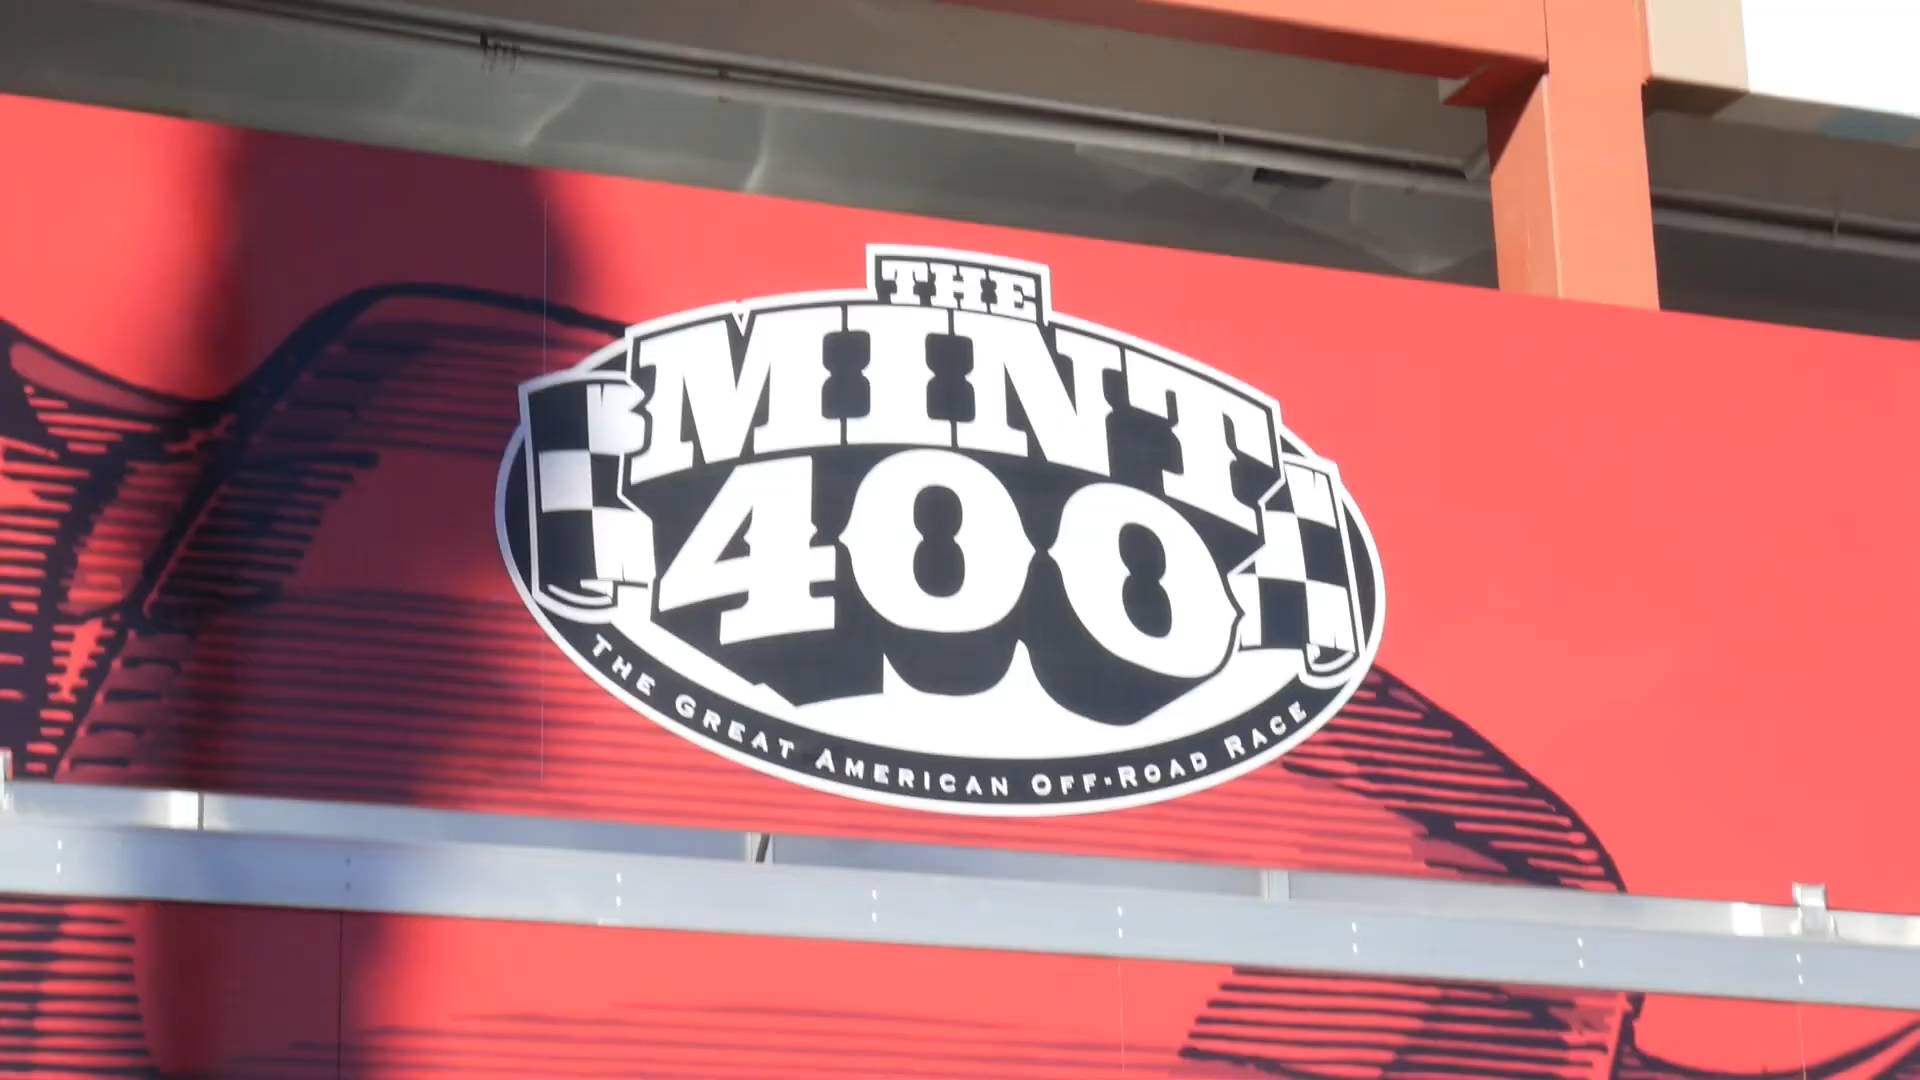 THE
MINT
400
THE GREAT AMERICAN OFF-ROAD RACE